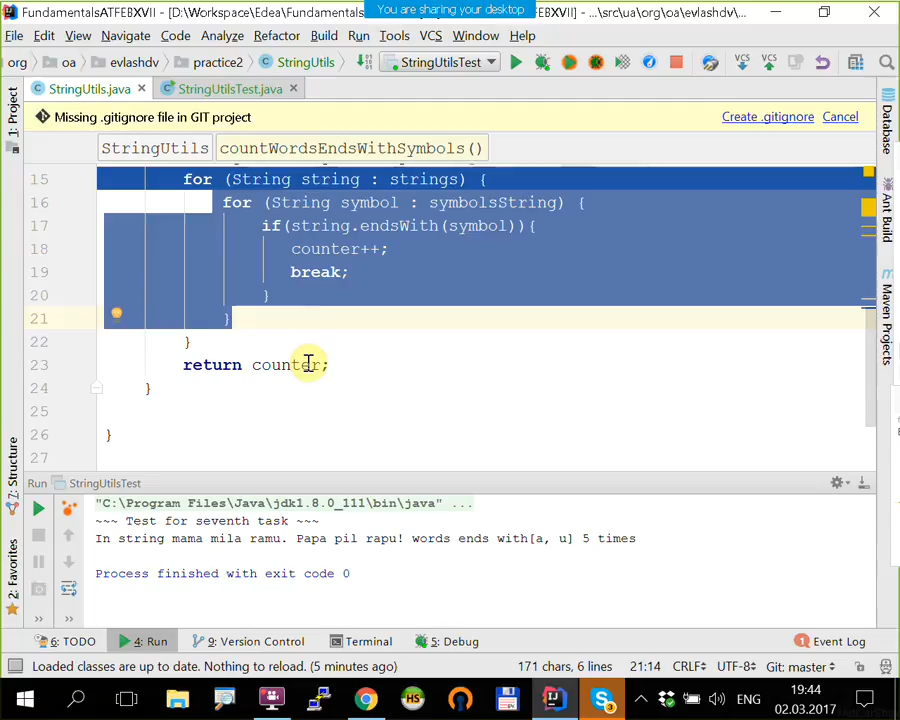 FundamentalsATFEBXVII - [D:\Workspace\Edea\Fundamentals
You are sharing your desktop
II] - ...\src\ua\org\oa\evlashdv\...
File Edit View Navigate Code Analyze Refactor Build Run Tools VCS Window Help
org oa evlashdv practice2 StringUtils StringUtilsTest VCS VCS
StringUtils.java StringUtilsTest.java
Missing .gitignore file in GIT project Create .gitignore Cancel
StringUtils countWordsEndsWithSymbols()
15 for (String string : strings) {
16 for (String symbol : symbolsString) {
17 if(string.endsWith(symbol)){
18 counter++;
19 break;
20 }
21 }
22 }
23 return counter;
24 }
25
26 }
27
1: Project
7: Structure
2: Favorites
Database
Ant Build
Maven Projects
Run StringUtilsTest
"C:\Program Files\Java\jdk1.8.0_111\bin\java" ...
~~~ Test for seventh task ~~~
In string mama mila ramu. Papa pil rapu! words ends with[a, u] 5 times
Process finished with exit code 0
6: TODO 4: Run 9: Version Control Terminal 5: Debug 1 Event Log
Loaded classes are up to date. Nothing to reload. (5 minutes ago) 171 chars, 6 lines 21:14 CRLF UTF-8 Git: master
HS S 3 ENG 19:44
02.03.2017